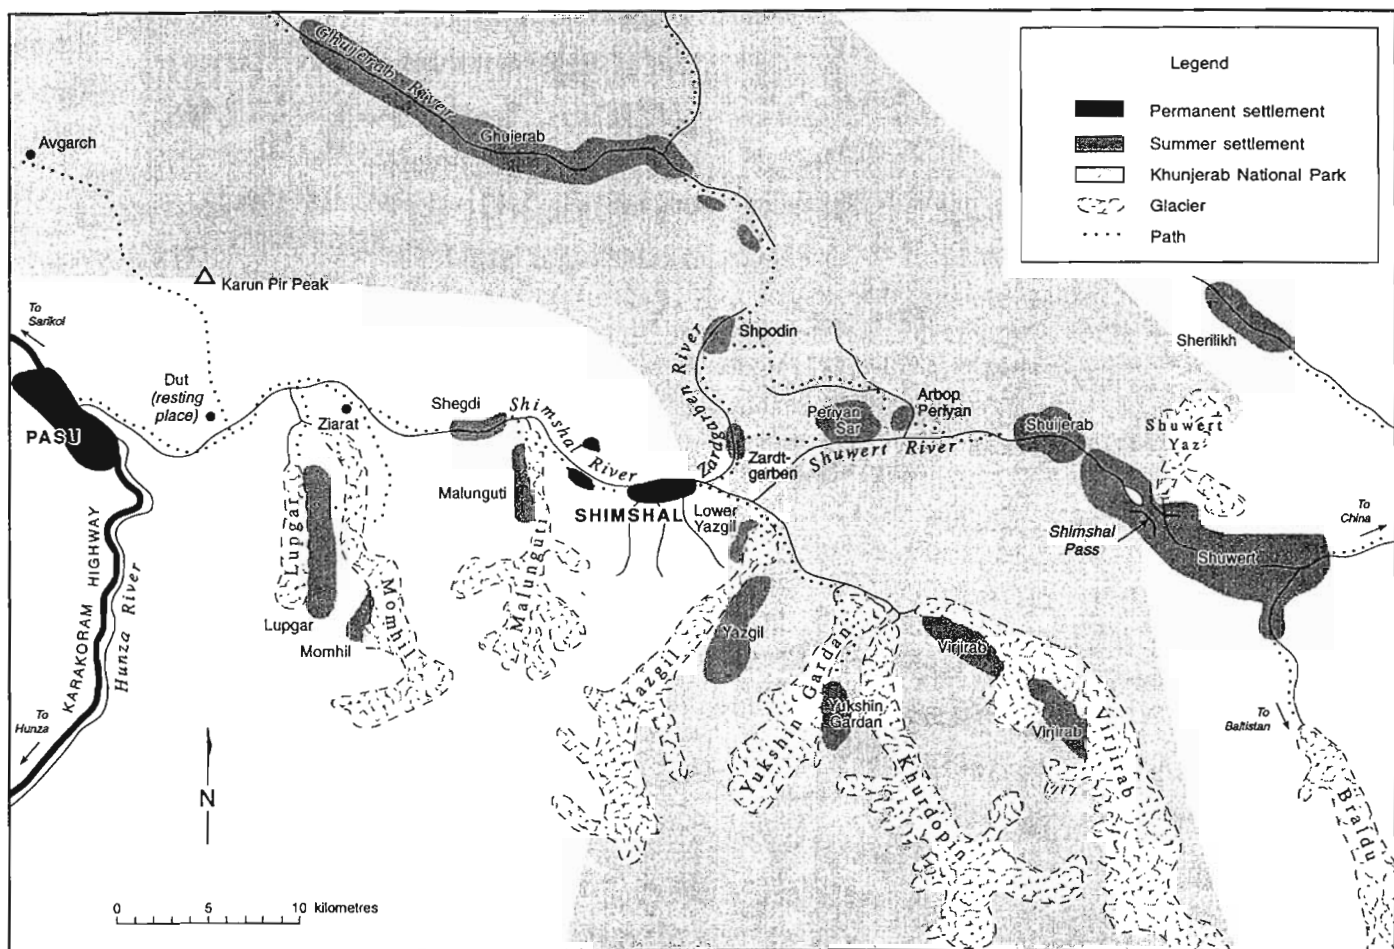 Legend
Permanent settlement
Summer settlement
Khunjerab National Park
Glacier
Path
Ghujerab River
Ghujerab
Avgarch
Karun Pir Peak
To
Sarikol
Dut
(resting
place)
PASU
Ziarat
Shegdi
Shimshal River
Malunguti
SHIMSHAL
Shpodin
Zardgarben River
Zardt-
garben
Periyan
Sar
Arbop
Periyan
Shuwert River
Shuijerab
Sherilikh
Shuwert
Yaz
Shimshal
Pass
Shuwert
To
China
Lower
Yazgil
Lupgar
Lupgar
Momhil
Momhil
Malunguti
Yazgil
Yazgil
Yukshin Gardan
Yukshin
Gardan
Khurdopin
Virjirab
Virjirab
Virjirab
To
Baltistan
Braldu
KARAKORAM HIGHWAY
Hunza River
To
Hunza
N
0 5 10 kilometres